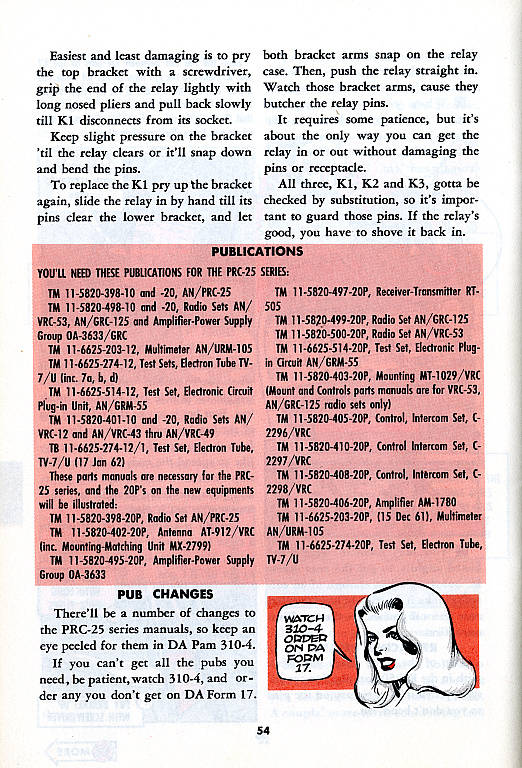 Easiest and least damaging is to pry
the top bracket with a screwdriver,
grip the end of the relay lightly with
long nosed pliers and pull back slowly
till K1 disconnects from its socket.
Keep slight pressure on the bracket
'til the relay clears or it'll snap down
and bend the pins.
To replace the K1 pry up the bracket
again, slide the relay in by hand till its
pins clear the lower bracket, and let
both bracket arms snap on the relay
case. Then, push the relay straight in.
Watch those bracket arms, cause they
butcher the relay pins.
It requires some patience, but it's
about the only way you can get the
relay in or out without damaging the
pins or receptacle.
All three, K1, K2 and K3, gotta be
checked by substitution, so it's impor-
tant to guard those pins. If the relay's
good, you have to shove it back in.
PUBLICATIONS
YOU'LL NEED THESE PUBLICATIONS FOR THE PRC-25 SERIES:
TM 11-5820-398-10 and -20, AN/PRC-25
TM 11-5820-498-10 and -20, Radio Sets AN/
VRC-53, AN/GRC-125 and Amplifier-Power Supply
Group OA-3633/GRC
TM 11-6625-203-12, Multimeter AN/URM-105
TM 11-6625-274-12, Test Sets, Electron Tube TV-
7/U (inc. 7a, b, d)
TM 11-6625-514-12, Test Set, Electronic Circuit
Plug-in Unit, AN/GRM-55
TM 11-5820-401-10 and -20, Radio Sets AN/
VRC-12 and AN/VRC-43 thru AN/VRC-49
TB 11-6625-274-12/1, Test Set, Electron Tube,
TV-7/U (17 Jan 62)
These parts manuals are necessary for the PRC-
25 series, and the 20P's on the new equipments
will be illustrated:
TM 11-5820-398-20P, Radio Set AN/PRC-25
TM 11-5820-402-20P, Antenna AT-912/VRC
(inc. Mounting-Matching Unit MX-2799)
TM 11-5820-495-20P, Amplifier-Power Supply
Group OA-3633
TM 11-5820-497-20P, Receiver-Transmitter RT-
505
TM 11-5820-499-20P, Radio Set AN/GRC-125
TM 11-5820-500-20P, Radio Set AN/VRC-53
TM 11-6625-514-20P, Test Set, Electronic Plug-
in Circuit AN/GRM-55
TM 11-5820-403-20P, Mounting MT-1029/VRC
(Mount and Controls parts manuals are for VRC-53,
AN/GRC-125 radio sets only)
TM 11-5820-405-20P, Control, Intercom Set, C-
2296/VRC
TM 11-5820-410-20P, Control Intercom Set, C-
2297/VRC
TM 11-5820-408-20P, Control, Intercom Set, C-
2298/VRC
TM 11-5820-406-20P, Amplifier AM-1780
TM 11-6625-203-20P, (15 Dec 61), Multimeter
AN/URM-105
TM 11-6625-274-20P, Test Set, Electron Tube,
TV-7/U
PUB CHANGES
There'll be a number of changes to
the PRC-25 series manuals, so keep an
eye peeled for them in DA Pam 310-4.
If you can't get all the pubs you
need, be patient, watch 310-4, and or-
der any you don't get on DA Form 17.
WATCH
310-4
ORDER
ON DA
FORM
17.
54